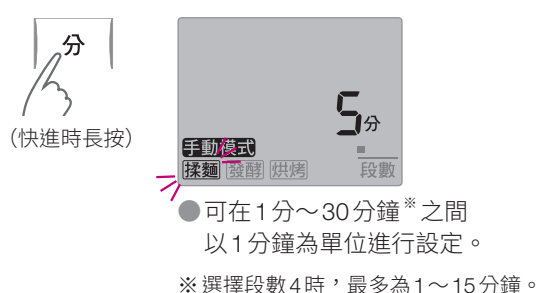 分
(快進時長按)
5分
手動模式
揉麵 發酵 烘烤 段數
●可在1分～30分鐘※之間
以1分鐘為單位進行設定。
※選擇段數4時，最多為1～15分鐘。